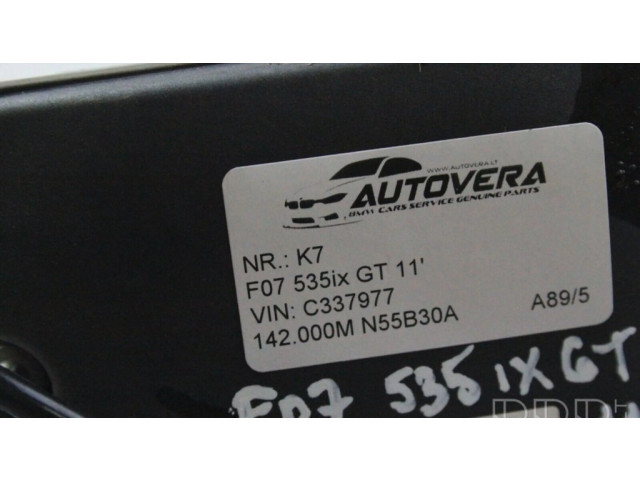 WWW.AUTOVERA.LT
AUTOVERA
BMW CARS SERVICE GENUINE PARTS
NR.: K7
F07 535ix GT 11'
VIN: C337977
142.000M N55B30A A89/5
F07 535 iX GT